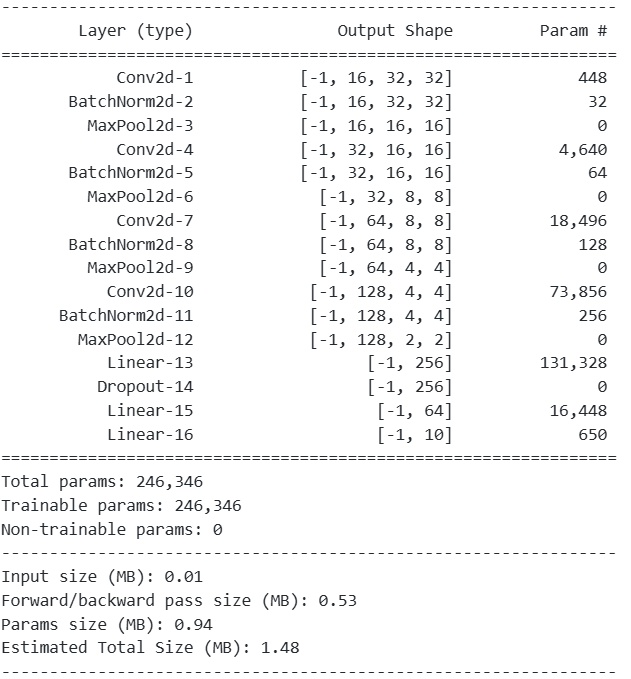 ----------------------------------------------------------------
Layer (type) Output Shape Param #
================================================================
Conv2d-1 [-1, 16, 32, 32] 448
BatchNorm2d-2 [-1, 16, 32, 32] 32
MaxPool2d-3 [-1, 16, 16, 16] 0
Conv2d-4 [-1, 32, 16, 16] 4,640
BatchNorm2d-5 [-1, 32, 16, 16] 64
MaxPool2d-6 [-1, 32, 8, 8] 0
Conv2d-7 [-1, 64, 8, 8] 18,496
BatchNorm2d-8 [-1, 64, 8, 8] 128
MaxPool2d-9 [-1, 64, 4, 4] 0
Conv2d-10 [-1, 128, 4, 4] 73,856
BatchNorm2d-11 [-1, 128, 4, 4] 256
MaxPool2d-12 [-1, 128, 2, 2] 0
Linear-13 [-1, 256] 131,328
Dropout-14 [-1, 256] 0
Linear-15 [-1, 64] 16,448
Linear-16 [-1, 10] 650
================================================================
Total params: 246,346
Trainable params: 246,346
Non-trainable params: 0
----------------------------------------------------------------
Input size (MB): 0.01
Forward/backward pass size (MB): 0.53
Params size (MB): 0.94
Estimated Total Size (MB): 1.48
----------------------------------------------------------------